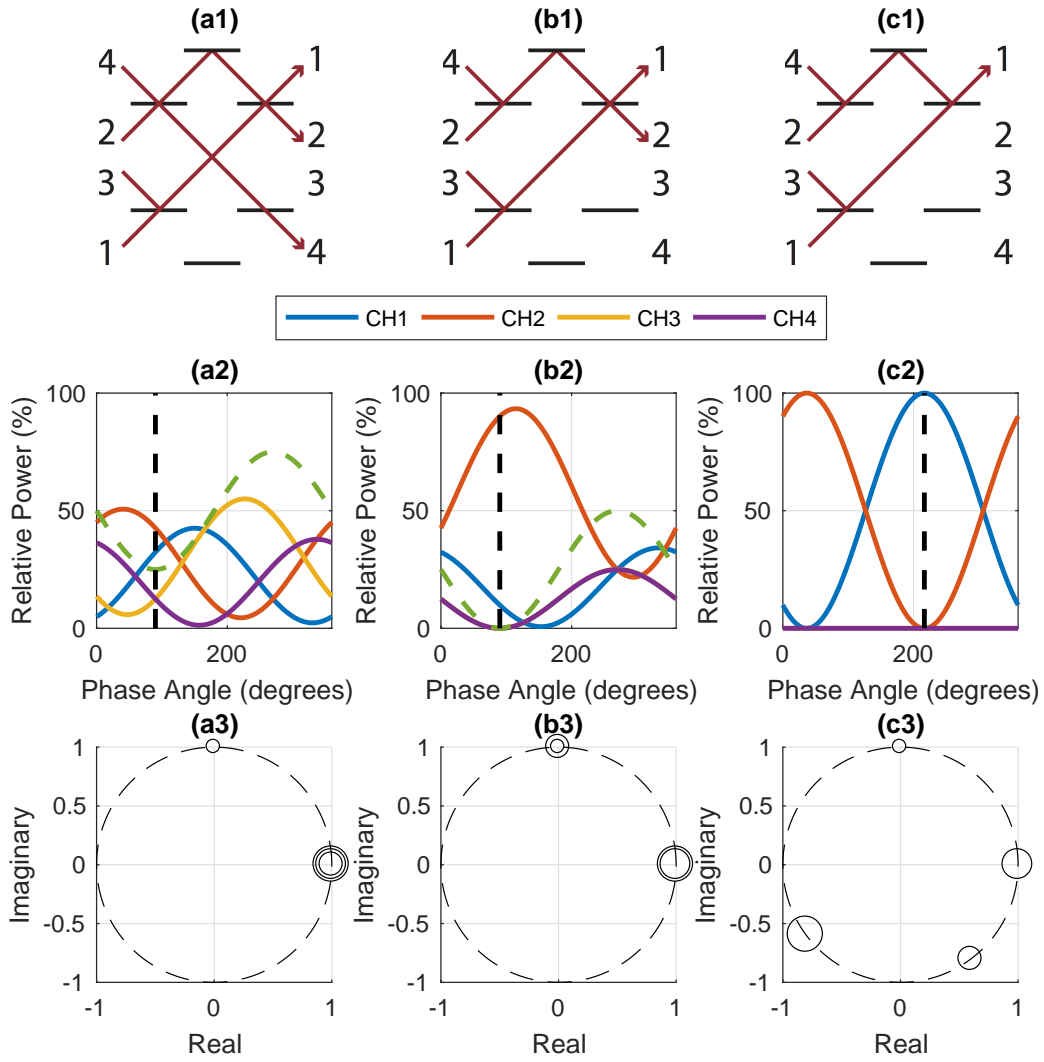 (a1) (b1) (c1)
4 1 4 1 4 1
2 2 2 2 2 2
3 3 3 3 3 3
1 4 1 4 1 4
CH1 CH2 CH3 CH4
(a2) (b2) (c2)
Relative Power (%) Relative Power (%) Relative Power (%)
100 100 100
50 50 50
0 0 0
0 200 0 200 0 200
Phase Angle (degrees) Phase Angle (degrees) Phase Angle (degrees)
(a3) (b3) (c3)
Imaginary Imaginary Imaginary
1 1 1
0.5 0.5 0.5
0 0 0
-0.5 -0.5 -0.5
-1 -1 -1
-1 0 1 -1 0 1 -1 0 1
Real Real Real